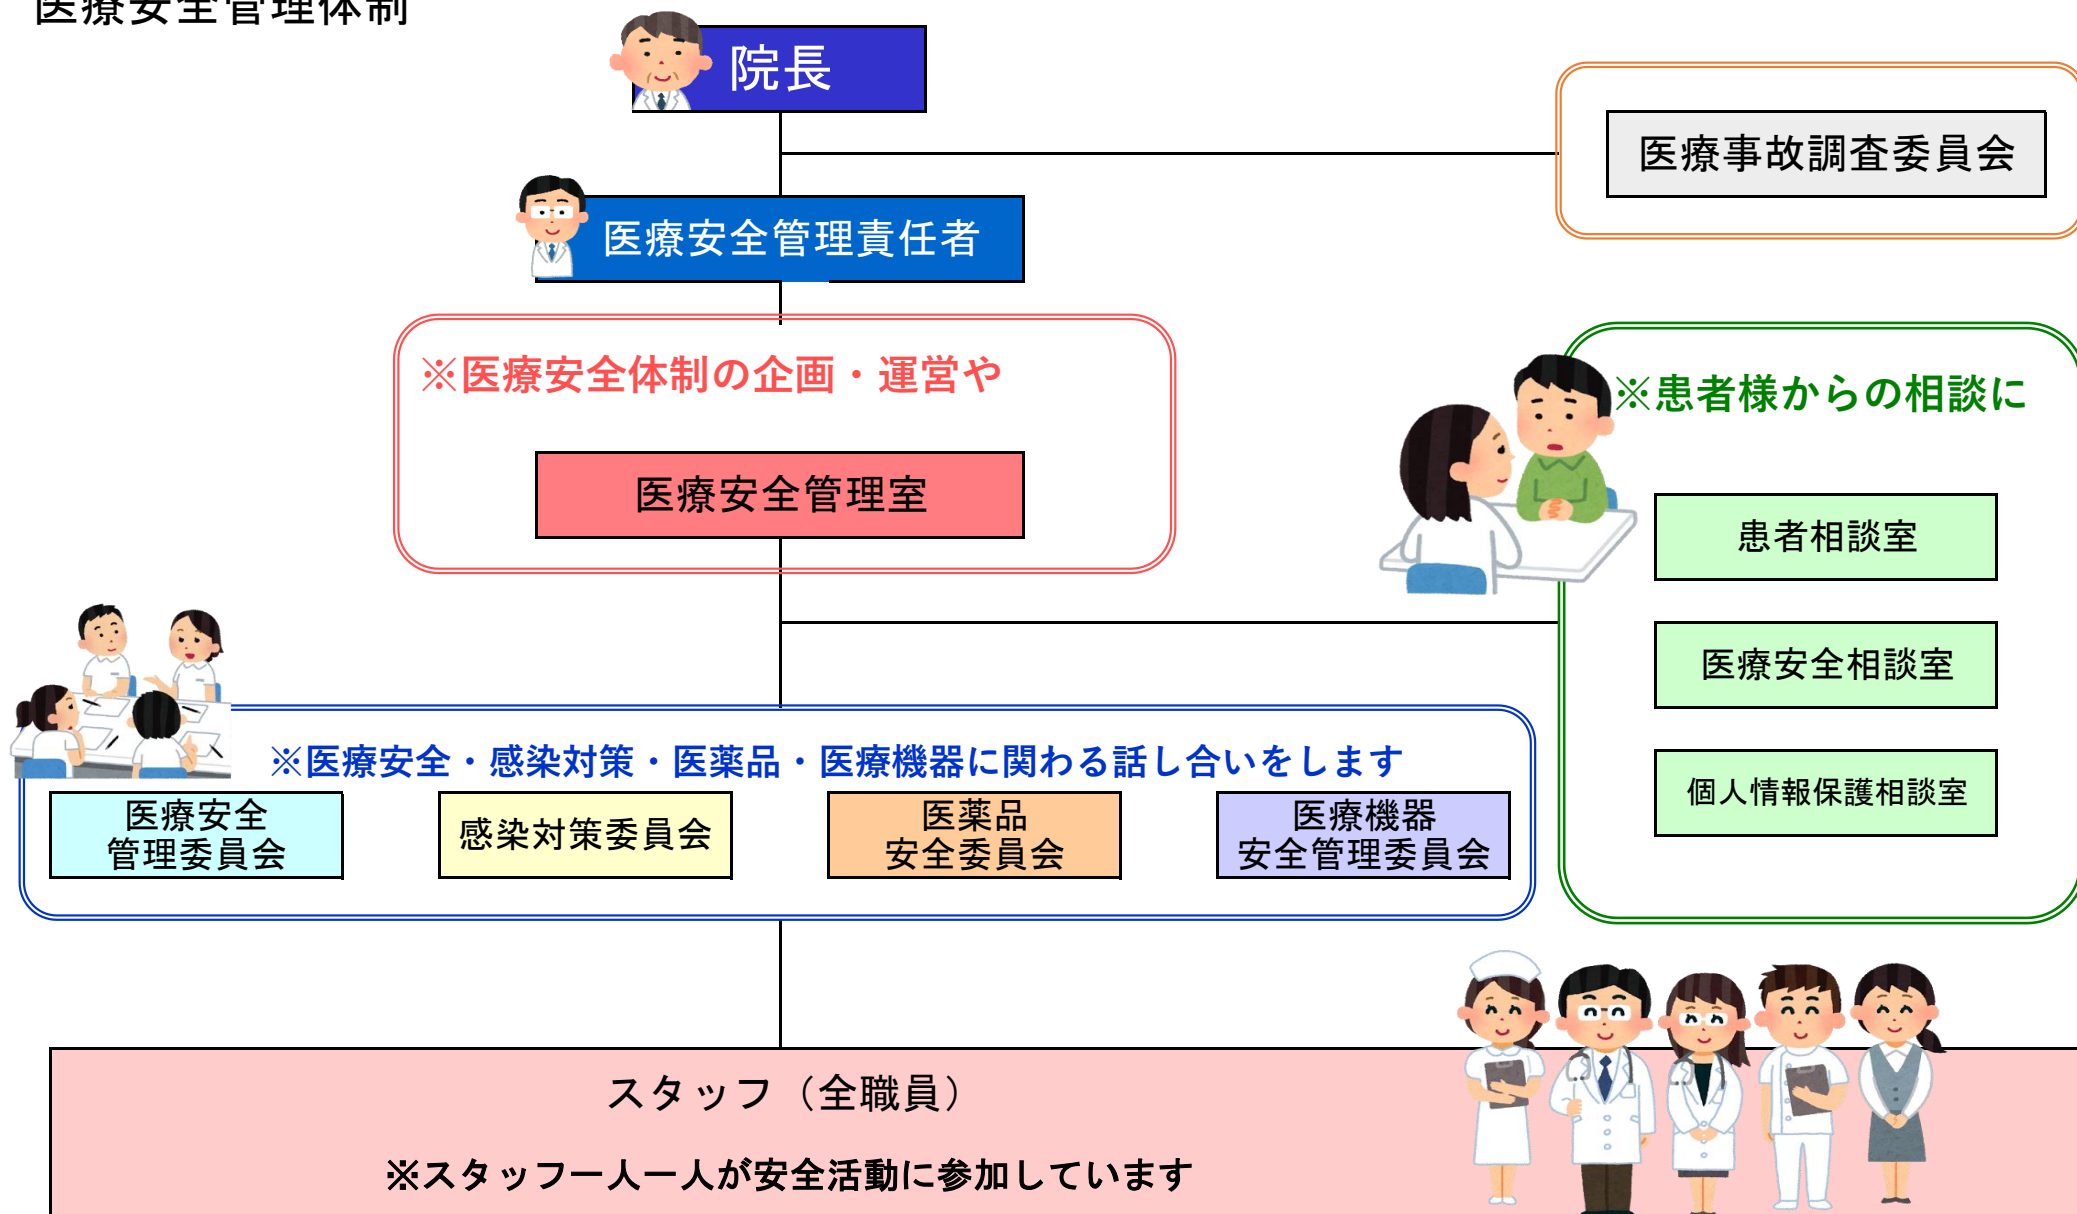 医療安全管理体制
院長
医療事故調査委員会
医療安全管理責任者
※医療安全体制の企画・運営や
医療安全管理室
※患者様からの相談に
患者相談室
医療安全相談室
個人情報保護相談室
※医療安全・感染対策・医薬品・医療機器に関わる話し合いをします
医療安全
管理委員会
感染対策委員会
医薬品
安全委員会
医療機器
安全管理委員会
スタッフ（全職員）
※スタッフ一人一人が安全活動に参加しています